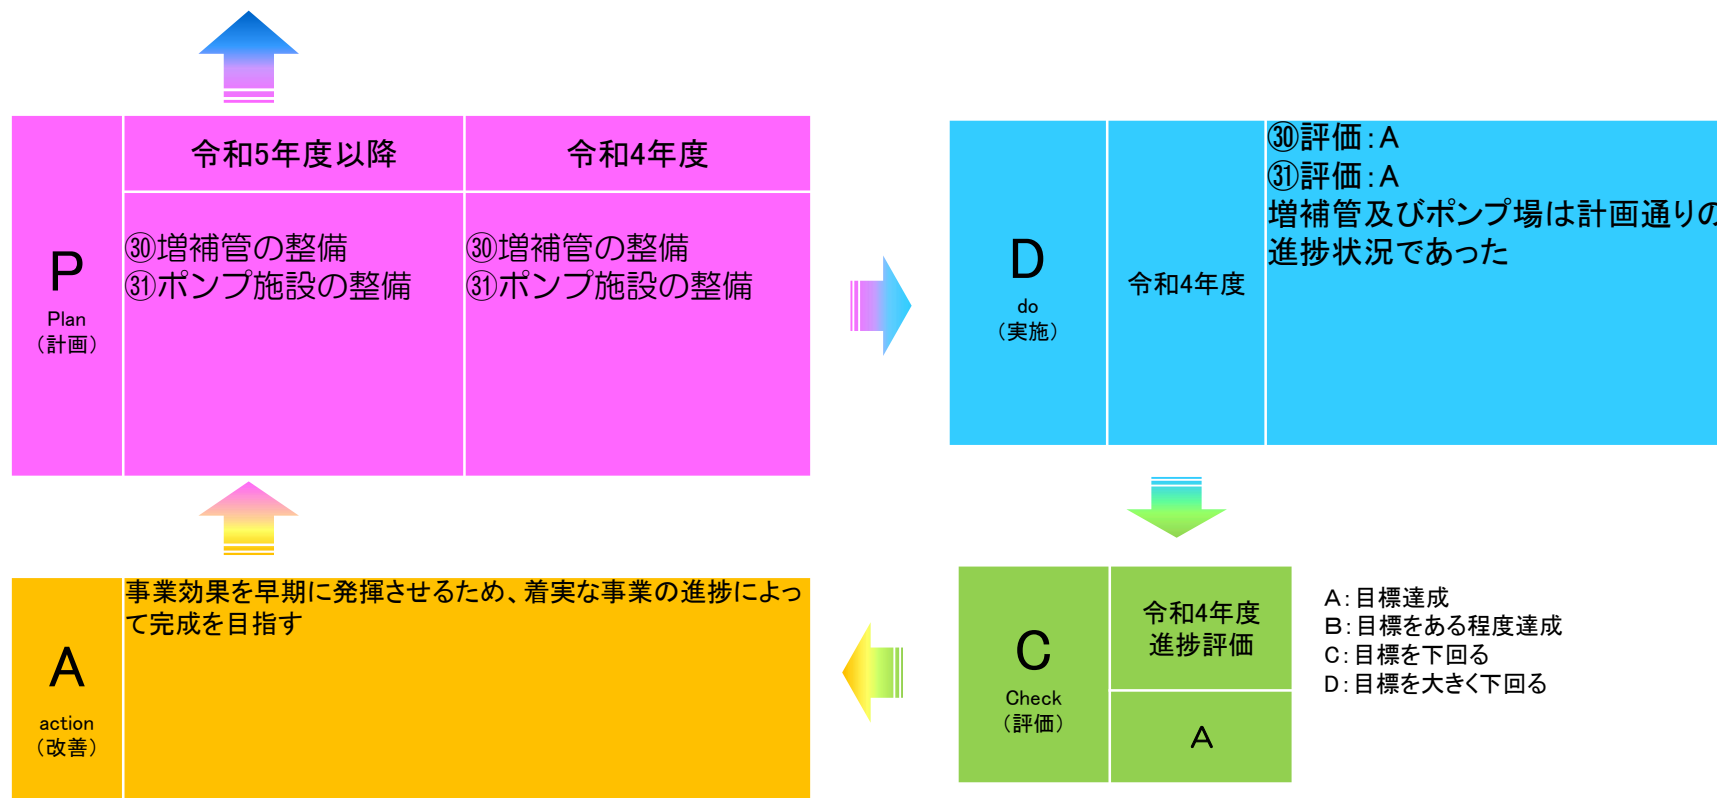 P
Plan
（計画）
令和5年度以降
令和4年度
㉚増補管の整備
㉛ポンプ施設の整備
㉚増補管の整備
㉛ポンプ施設の整備
D
do
（実施）
令和4年度
㉚評価：A
㉛評価：A
増補管及びポンプ場は計画通りの
進捗状況であった
A
action
（改善）
事業効果を早期に発揮させるため、着実な事業の進捗によっ
て完成を目指す
C
Check
（評価）
令和4年度
進捗評価
A
A：目標達成
B：目標をある程度達成
C：目標を下回る
D：目標を大きく下回る